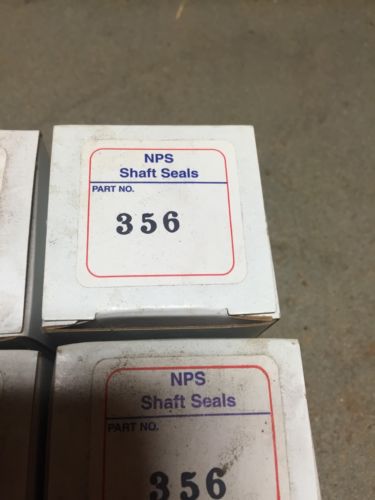 NPS
Shaft Seals
PART NO.
356
NPS
Shaft Seals
PART NO.
356